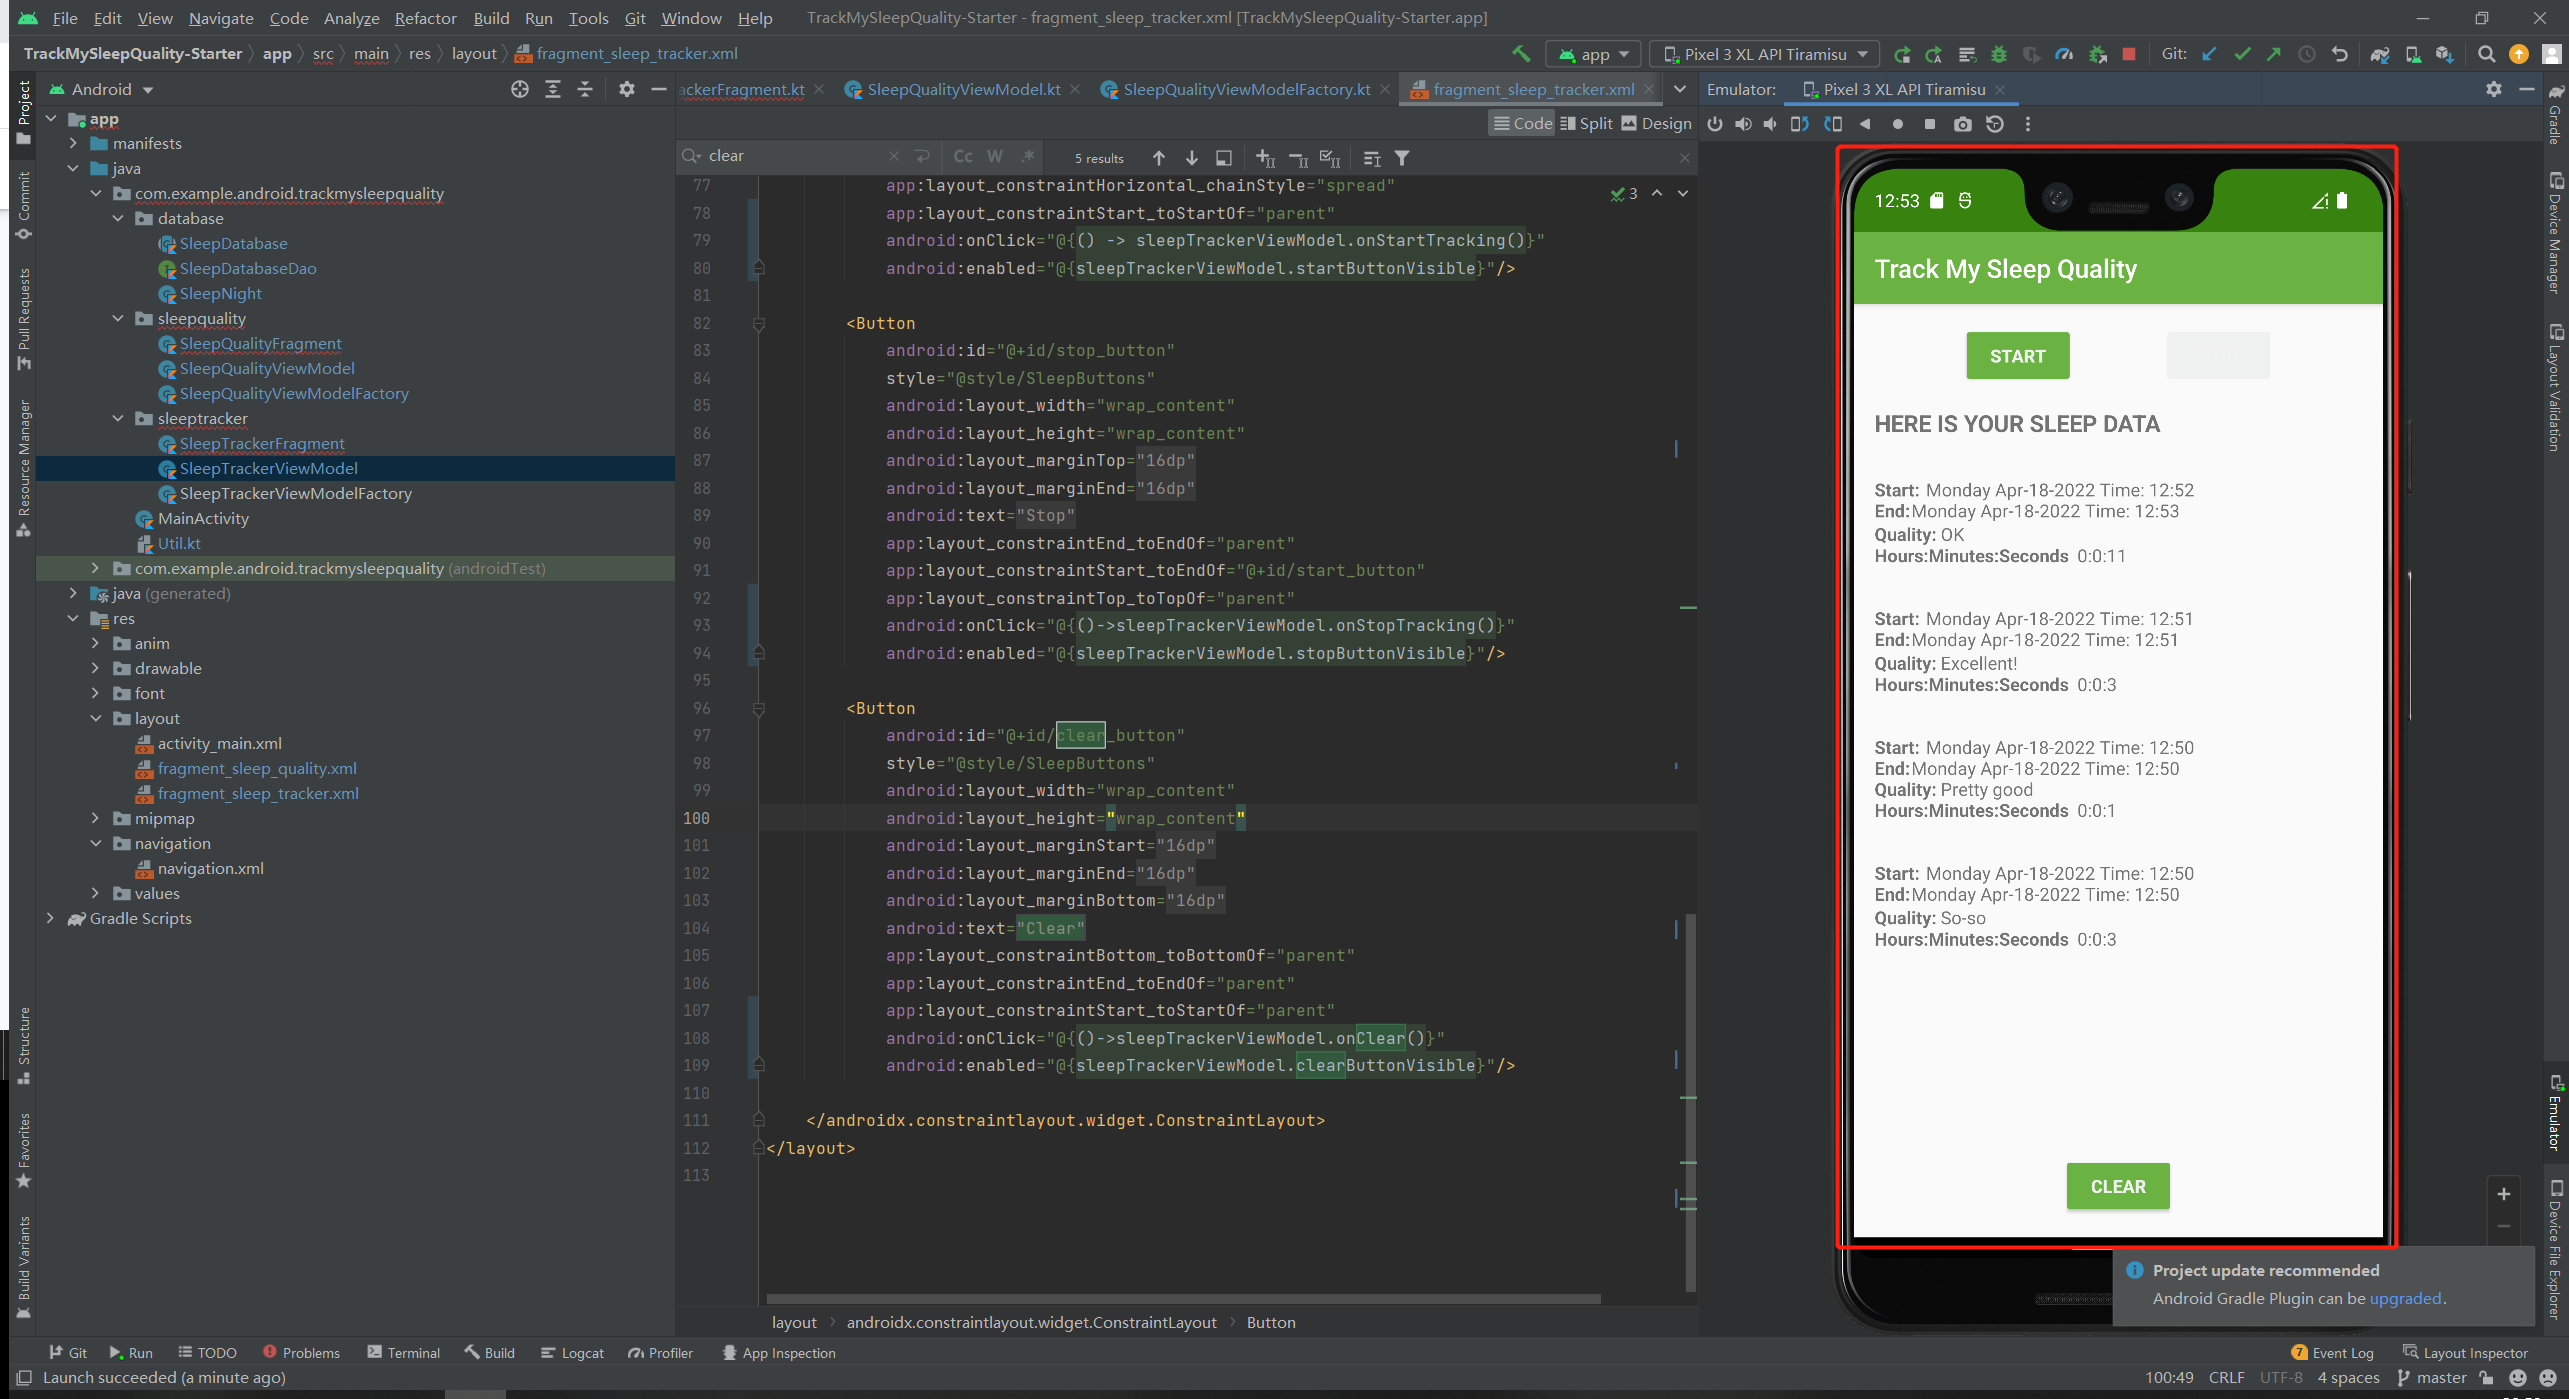 File Edit View Navigate Code Analyze Refactor Build Run Tools Git Window Help TrackMySleepQuality-Starter - fragment_sleep_tracker.xml [TrackMySleepQuality-Starter.app]
TrackMySleepQuality-Starter app src main res layout fragment_sleep_tracker.xml app Pixel 3 XL API Tiramisu Git:
Android
ackerFragment.kt SleepQualityViewModel.kt SleepQualityViewModelFactory.kt fragment_sleep_tracker.xml
Emulator: Pixel 3 XL API Tiramisu
Code Split Design
clear Cc W .* 5 results
3
Project
Commit
Pull Requests
Resource Manager
Structure
Favorites
Build Variants
app
manifests
java
com.example.android.trackmysleepquality
database
SleepDatabase
SleepDatabaseDao
SleepNight
sleepquality
SleepQualityFragment
SleepQualityViewModel
SleepQualityViewModelFactory
sleeptracker
SleepTrackerFragment
SleepTrackerViewModel
SleepTrackerViewModelFactory
MainActivity
Util.kt
com.example.android.trackmysleepquality (androidTest)
java (generated)
res
anim
drawable
font
layout
activity_main.xml
fragment_sleep_quality.xml
fragment_sleep_tracker.xml
mipmap
navigation
navigation.xml
values
Gradle Scripts
77 app:layout_constraintHorizontal_chainStyle="spread"
78 app:layout_constraintStart_toStartOf="parent"
79 android:onClick="@{() -> sleepTrackerViewModel.onStartTracking()}"
80 android:enabled="@{sleepTrackerViewModel.startButtonVisible}"/>
81
82 <Button
83 android:id="@+id/stop_button"
84 style="@style/SleepButtons"
85 android:layout_width="wrap_content"
86 android:layout_height="wrap_content"
87 android:layout_marginTop="16dp"
88 android:layout_marginEnd="16dp"
89 android:text="Stop"
90 app:layout_constraintEnd_toEndOf="parent"
91 app:layout_constraintStart_toEndOf="@+id/start_button"
92 app:layout_constraintTop_toTopOf="parent"
93 android:onClick="@{()->sleepTrackerViewModel.onStopTracking()}"
94 android:enabled="@{sleepTrackerViewModel.stopButtonVisible}"/>
95
96 <Button
97 android:id="@+id/clear_button"
98 style="@style/SleepButtons"
99 android:layout_width="wrap_content"
100 android:layout_height="wrap_content"
101 android:layout_marginStart="16dp"
102 android:layout_marginEnd="16dp"
103 android:layout_marginBottom="16dp"
104 android:text="Clear"
105 app:layout_constraintBottom_toBottomOf="parent"
106 app:layout_constraintEnd_toEndOf="parent"
107 app:layout_constraintStart_toStartOf="parent"
108 android:onClick="@{()->sleepTrackerViewModel.onClear()}"
109 android:enabled="@{sleepTrackerViewModel.clearButtonVisible}"/>
110
111 </androidx.constraintlayout.widget.ConstraintLayout>
112 </layout>
113
layout androidx.constraintlayout.widget.ConstraintLayout Button
12:53
Track My Sleep Quality
START
HERE IS YOUR SLEEP DATA
Start: Monday Apr-18-2022 Time: 12:52
End:Monday Apr-18-2022 Time: 12:53
Quality: OK
Hours:Minutes:Seconds 0:0:11
Start: Monday Apr-18-2022 Time: 12:51
End:Monday Apr-18-2022 Time: 12:51
Quality: Excellent!
Hours:Minutes:Seconds 0:0:3
Start: Monday Apr-18-2022 Time: 12:50
End:Monday Apr-18-2022 Time: 12:50
Quality: Pretty good
Hours:Minutes:Seconds 0:0:1
Start: Monday Apr-18-2022 Time: 12:50
End:Monday Apr-18-2022 Time: 12:50
Quality: So-so
Hours:Minutes:Seconds 0:0:3
CLEAR
Project update recommended
Android Gradle Plugin can be upgraded.
Gradle
Device Manager
Layout Validation
Emulator
Device File Explorer
Git Run TODO Problems Terminal Build Logcat Profiler App Inspection 7 Event Log Layout Inspector
Launch succeeded (a minute ago) 100:49 CRLF UTF-8 4 spaces master